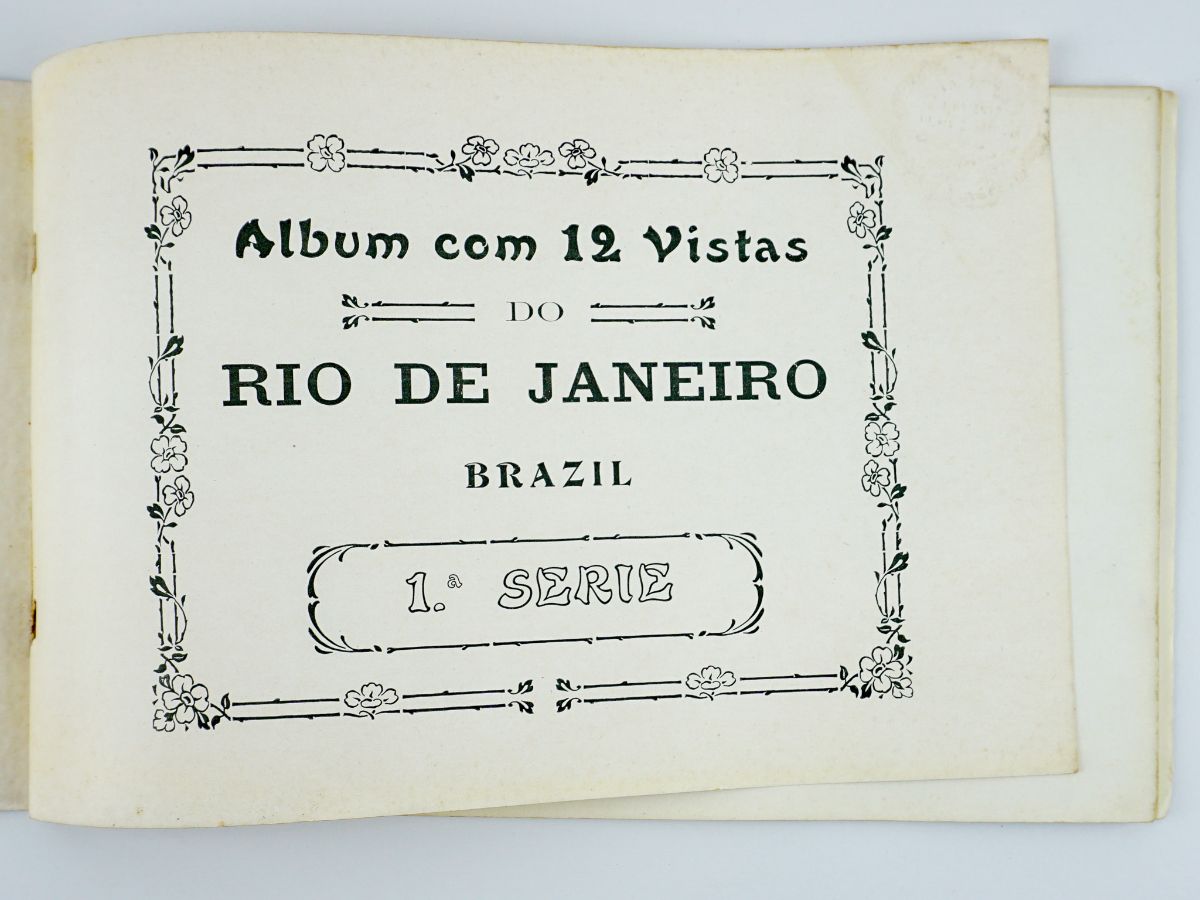 Album com 12 Vistas
DO
RIO DE JANEIRO
BRAZIL
1.ª SERIE